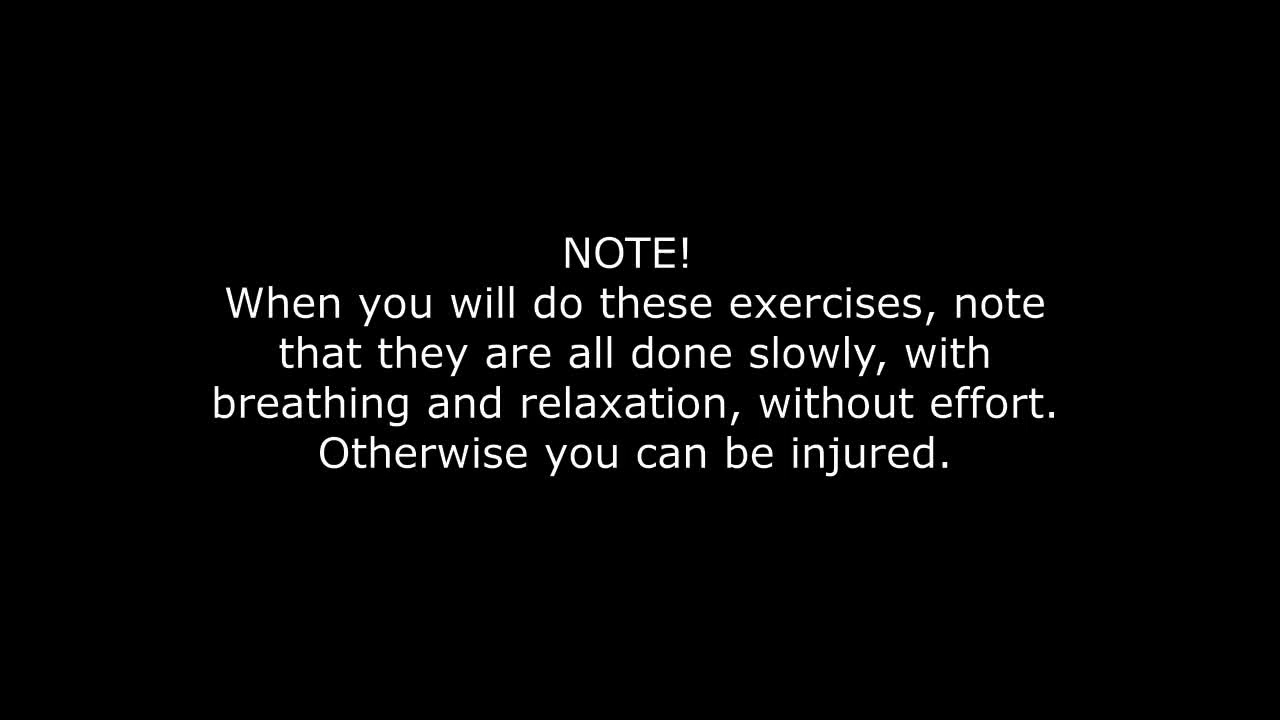 NOTE!
When you will do these exercises, note
that they are all done slowly, with
breathing and relaxation, without effort.
Otherwise you can be injured.